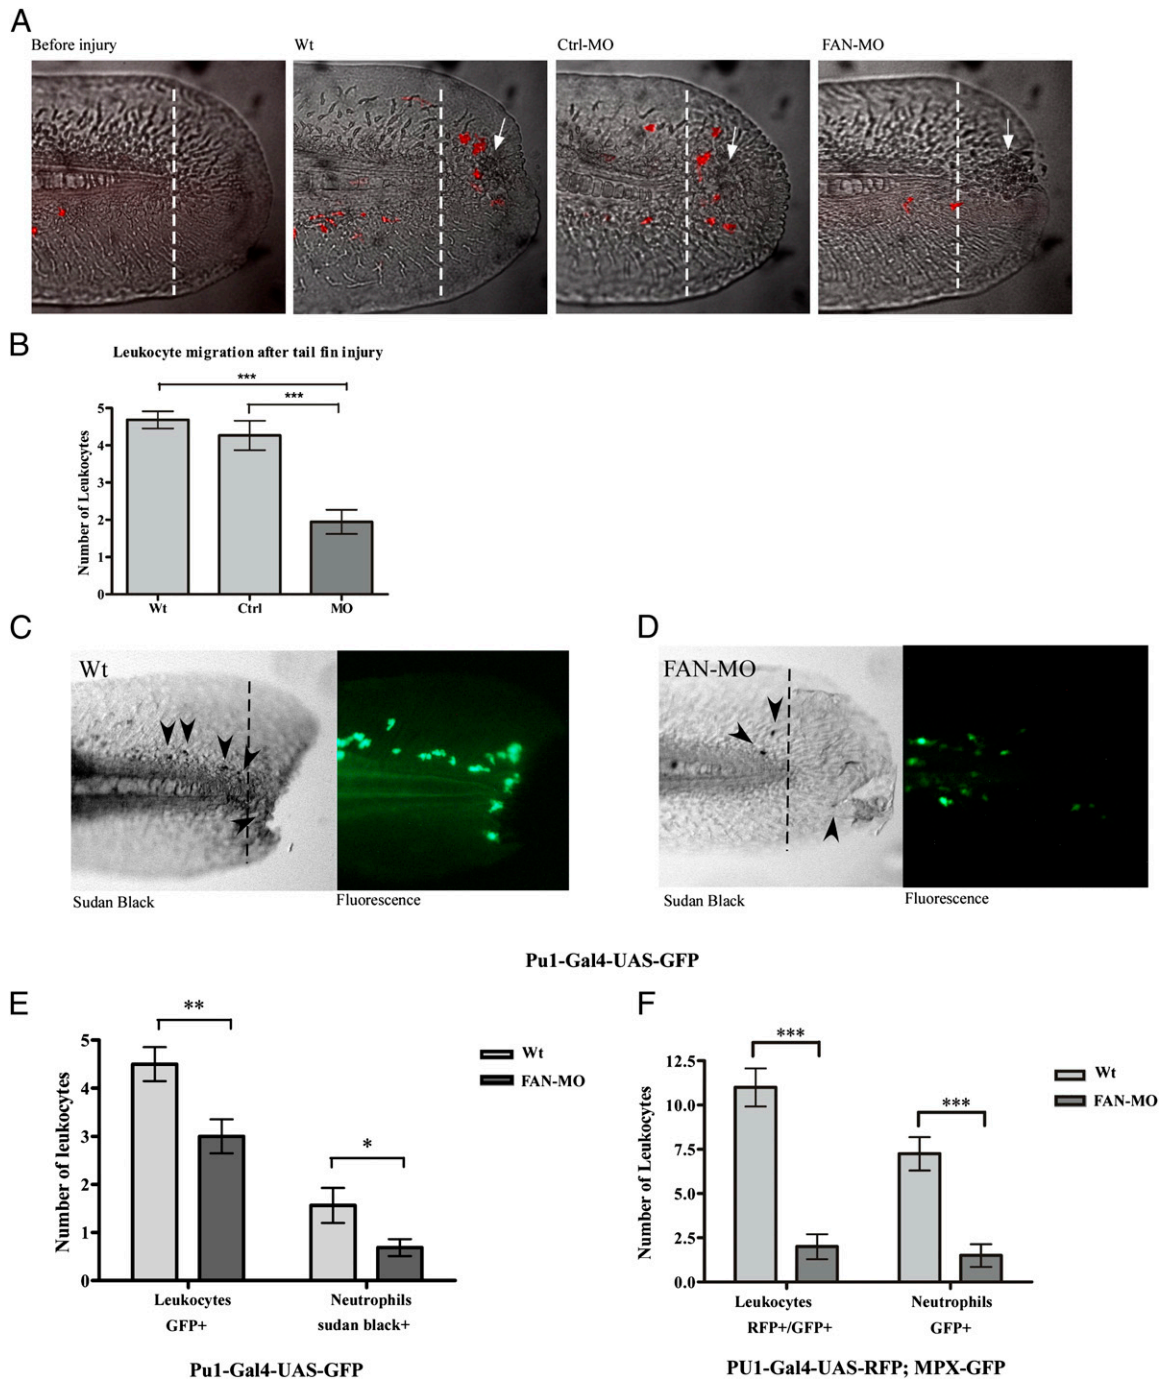 A
Before injury
Wt
Ctrl-MO
FAN-MO
B
Leukocyte migration after tail fin injury
***
***
Number of Leukocytes
5
4
3
2
1
0
Wt
Ctrl
MO
C
D
Wt
FAN-MO
Sudan Black
Fluorescence
Sudan Black
Fluorescence
Pu1-Gal4-UAS-GFP
E
**
*
Number of leukocytes
5
4
3
2
1
0
Wt
FAN-MO
Leukocytes
GFP+
Neutrophils
sudan black+
Pu1-Gal4-UAS-GFP
F
***
***
Number of Leukocytes
12.5
10.0
7.5
5.0
2.5
0.0
Wt
FAN-MO
Leukocytes
RFP+/GFP+
Neutrophils
GFP+
PU1-Gal4-UAS-RFP; MPX-GFP